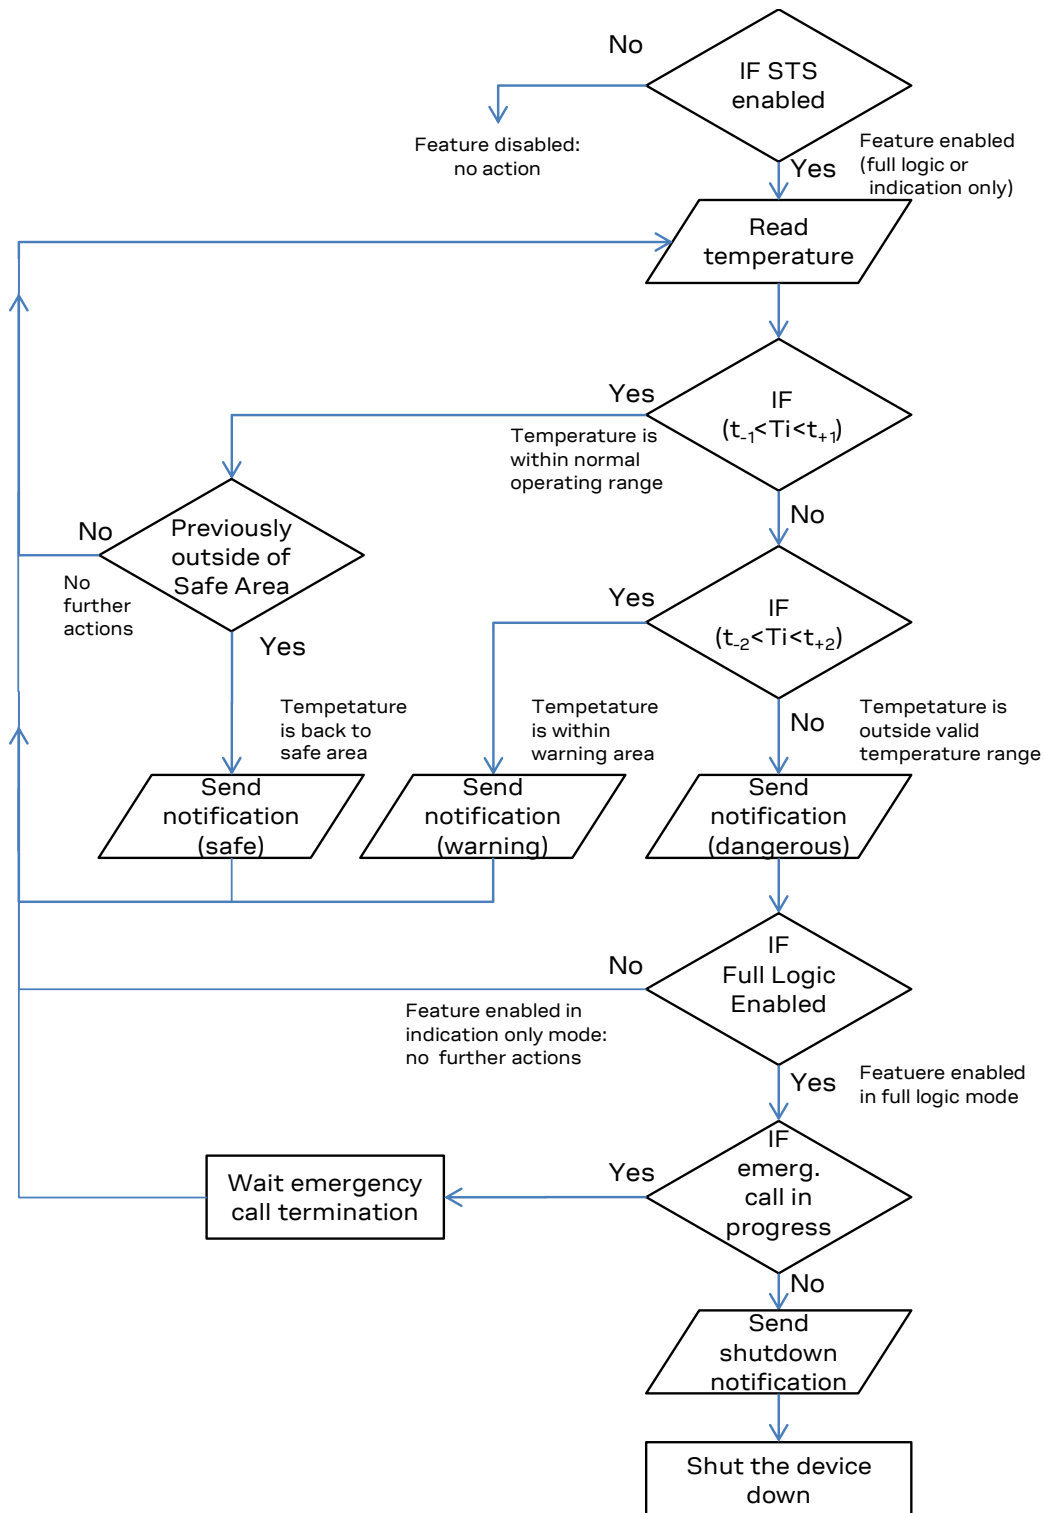 No
IF STS
enabled
Feature disabled:
no action
Yes
Feature enabled
(full logic or
indication only)
Read
temperature
Yes
IF
(t-1<Ti<t+1)
Temperature is
within normal
operating range
No
No
Previously
outside of
Safe Area
No
further
actions
Yes
Yes
IF
(t-2<Ti<t+2)
Tempetature
is back to
safe area
Tempetature
is within
warning area
No
Tempetature is
outside valid
temperature range
Send
notification
(safe)
Send
notification
(warning)
Send
notification
(dangerous)
No
IF
Full Logic
Enabled
Feature enabled in
indication only mode:
no further actions
Yes
Featuere enabled
in full logic mode
Wait emergency
call termination
Yes
IF
emerg.
call in
progress
No
Send
shutdown
notification
Shut the device
down